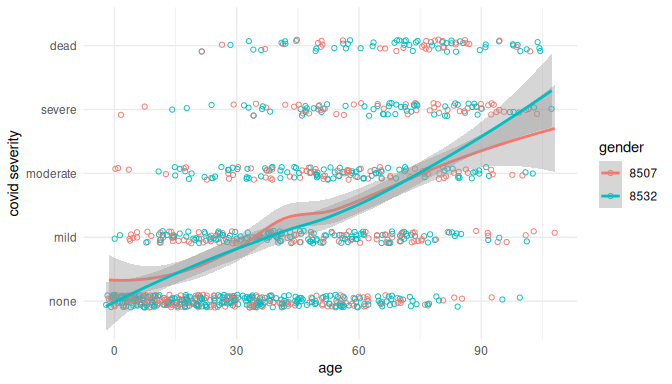 dead
severe
moderate
mild
none
covid severity
0
30
60
90
age
gender
8507
8532